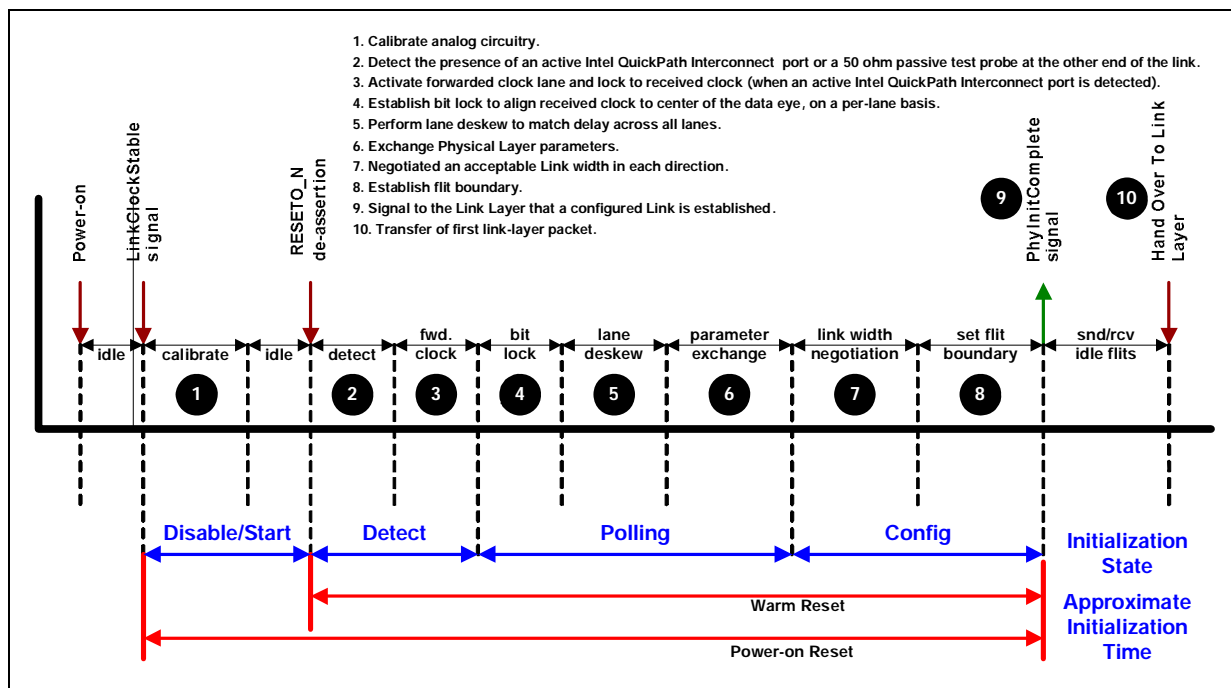 1. Calibrate analog circuitry.
2. Detect the presence of an active Intel QuickPath Interconnect port or a 50 ohm passive test probe at the other end of the link.
3. Activate forwarded clock lane and lock to received clock (when an active Intel QuickPath Interconnect port is detected).
4. Establish bit lock to align received clock to center of the data eye, on a per-lane basis.
5. Perform lane deskew to match delay across all lanes.
6. Exchange Physical Layer parameters.
7. Negotiated an acceptable Link width in each direction.
8. Establish flit boundary.
9. Signal to the Link Layer that a configured Link is established.
10. Transfer of first link-layer packet.
Power-on
LinkClockStable
signal
RESETO_N
de-assertion
9
PhyInitComplete
signal
10
Hand Over To Link
Layer
idle
calibrate
idle
detect
fwd.
clock
bit
lock
lane
deskew
parameter
exchange
link width
negotiation
set flit
boundary
snd/rcv
idle flits
1
2
3
4
5
6
7
8
Disable/Start
Detect
Polling
Config
Initialization
State
Warm Reset
Power-on Reset
Approximate
Initialization
Time